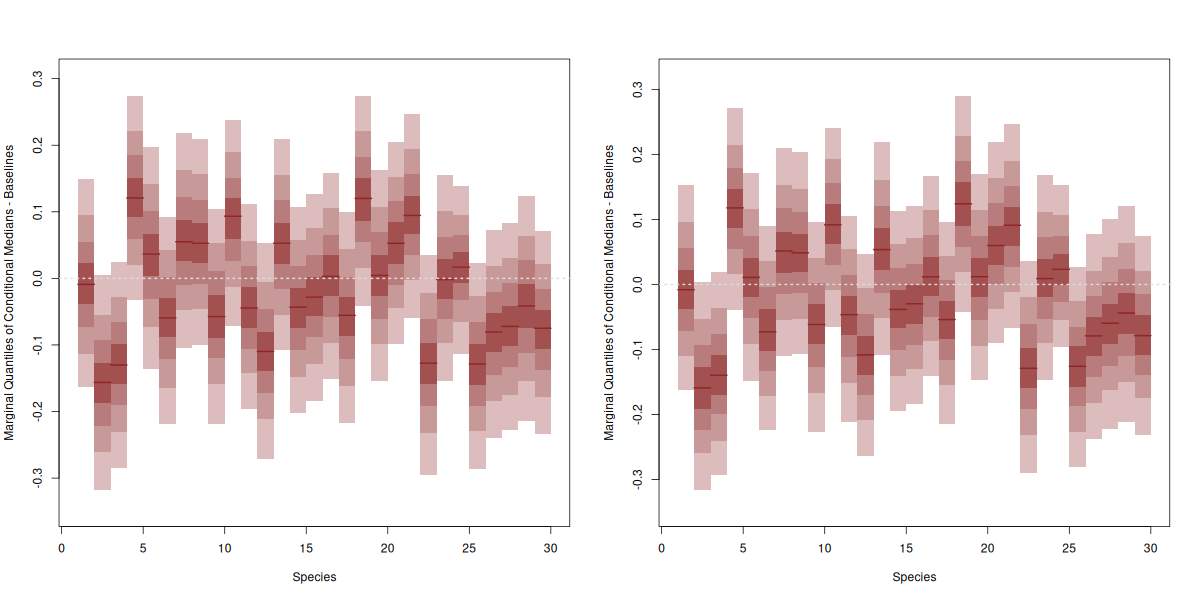 Marginal Quantiles of Conditional Medians - Baselines
0.3
0.2
0.1
0.0
-0.1
-0.2
-0.3
0 5 10 15 20 25 30
Species
Marginal Quantiles of Conditional Medians - Baselines
0.3
0.2
0.1
0.0
-0.1
-0.2
-0.3
0 5 10 15 20 25 30
Species